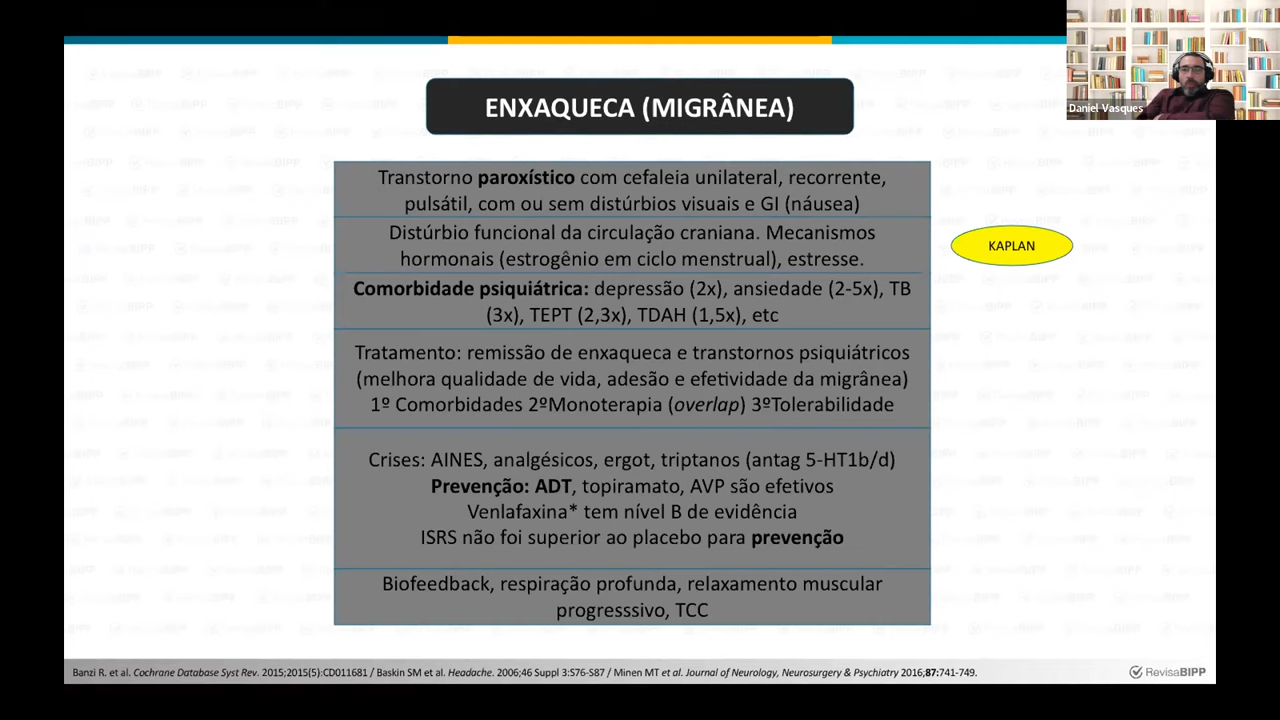 Daniel Vasques
ENXAQUECA (MIGRÂNEA)
Transtorno paroxístico com cefaleia unilateral, recorrente,
pulsátil, com ou sem distúrbios visuais e GI (náusea)
Distúrbio funcional da circulação craniana. Mecanismos
hormonais (estrogênio em ciclo menstrual), estresse.
KAPLAN
Comorbidade psiquiátrica: depressão (2x), ansiedade (2-5x), TB
(3x), TEPT (2,3x), TDAH (1,5x), etc
Tratamento: remissão de enxaqueca e transtornos psiquiátricos
(melhora qualidade de vida, adesão e efetividade da migrânea)
1º Comorbidades 2ºMonoterapia (overlap) 3ºTolerabilidade
Crises: AINES, analgésicos, ergot, triptanos (antag 5-HT1b/d)
Prevenção: ADT, topiramato, AVP são efetivos
Venlafaxina* tem nível B de evidência
ISRS não foi superior ao placebo para prevenção
Biofeedback, respiração profunda, relaxamento muscular
progresssivo, TCC
Banzi R. et al. Cochrane Database Syst Rev. 2015;2015(5):CD011681 / Baskin SM et al. Headache. 2006;46 Suppl 3:S76-S87 / Minen MT et al. Journal of Neurology, Neurosurgery & Psychiatry 2016;87:741-749.
RevisaBIPP